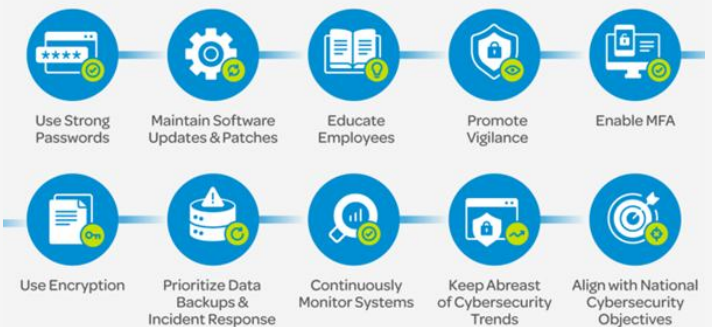 ****
Use Strong
Passwords
Maintain Software
Updates & Patches
Educate
Employees
Promote
Vigilance
Enable MFA
Use Encryption
Prioritize Data
Backups &
Incident Response
Continuously
Monitor Systems
Keep Abreast
of Cybersecurity
Trends
Align with National
Cybersecurity
Objectives